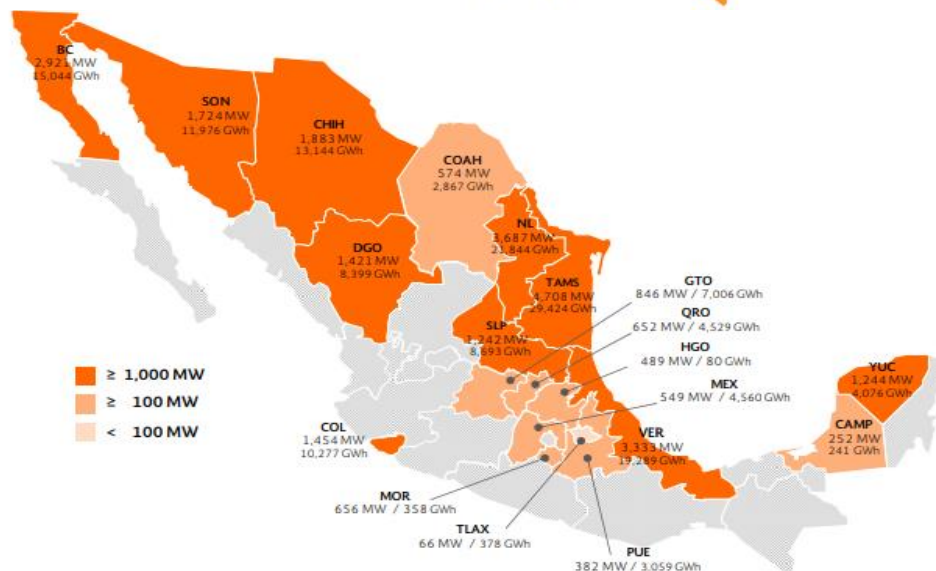 BC
2,921 MW
15,044 GWh
SON
1,724 MW
11,976 GWh
CHIH
1,883 MW
13,144 GWh
COAH
574 MW
2,867 GWh
NL
3,687 MW
21,844 GWh
DGO
1,421 MW
8,399 GWh
TAMS
4,708 MW
29,424 GWh
GTO
846 MW / 7,006 GWh
QRO
652 MW / 4,529 GWh
SLP
1,242 MW
8,693 GWh
HGO
489 MW / 80 GWh
MEX
549 MW / 4,560 GWh
YUC
1,244 MW
4,076 GWh
≥ 1,000 MW
≥ 100 MW
< 100 MW
COL
1,454 MW
10,277 GWh
VER
3,333 MW
19,289 GWh
CAMP
252 MW
241 GWh
MOR
656 MW / 358 GWh
TLAX
66 MW / 378 GWh
PUE
382 MW / 3,059 GWh